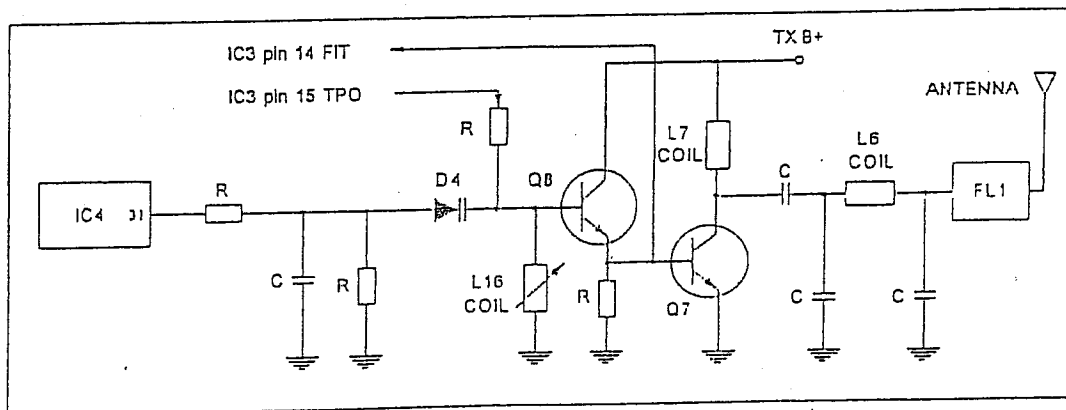 TX B+
IC3 pin 14 FIT
IC3 pin 15 TPO
ANTENNA
R
L7
COIL
L6
COIL
D4
Q8
C
FL1
R
IC4
31
C
R
L16
COIL
R
Q7
C
C